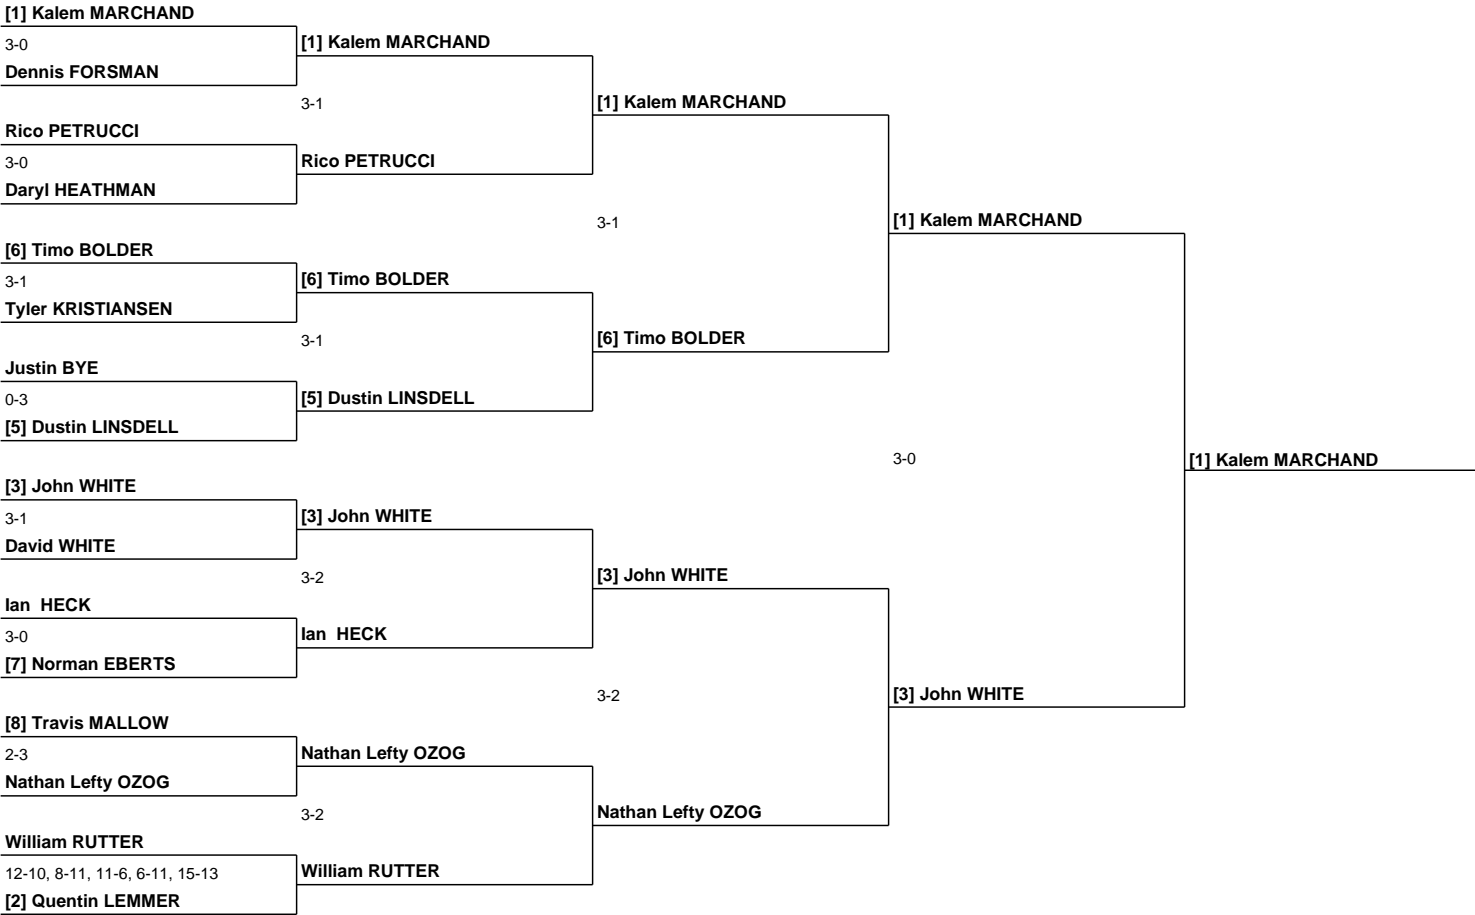 [1] Kalem MARCHAND
3-0
[1] Kalem MARCHAND
Dennis FORSMAN
3-1
[1] Kalem MARCHAND
Rico PETRUCCI
3-0
Rico PETRUCCI
Daryl HEATHMAN
3-1
[1] Kalem MARCHAND
[6] Timo BOLDER
3-1
[6] Timo BOLDER
Tyler KRISTIANSEN
3-1
[6] Timo BOLDER
Justin BYE
0-3
[5] Dustin LINSDELL
[5] Dustin LINSDELL
3-0
[1] Kalem MARCHAND
[3] John WHITE
3-1
[3] John WHITE
David WHITE
3-2
[3] John WHITE
Ian  HECK
3-0
Ian  HECK
[7] Norman EBERTS
3-2
[3] John WHITE
[8] Travis MALLOW
2-3
Nathan Lefty OZOG
Nathan Lefty OZOG
3-2
Nathan Lefty OZOG
William RUTTER
12-10, 8-11, 11-6, 6-11, 15-13
William RUTTER
[2] Quentin LEMMER